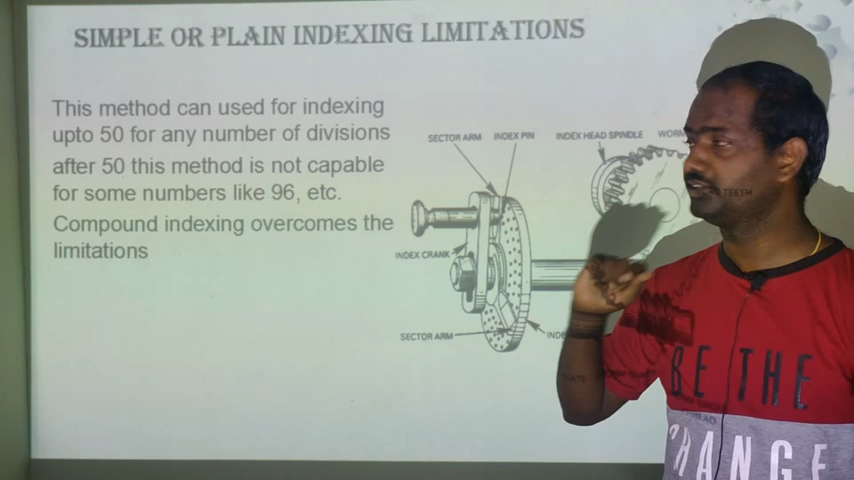 SIMPLE OR PLAIN INDEXING LIMITATIONS
This method can used for indexing
upto 50 for any number of divisions
after 50 this method is not capable
for some numbers like 96, etc.
Compound indexing overcomes the
limitations
SECTOR ARM INDEX PIN INDEX HEAD SPINDLE WORM
TEETH
INDEX CRANK
SECTOR ARM
BE THE
CHANGE